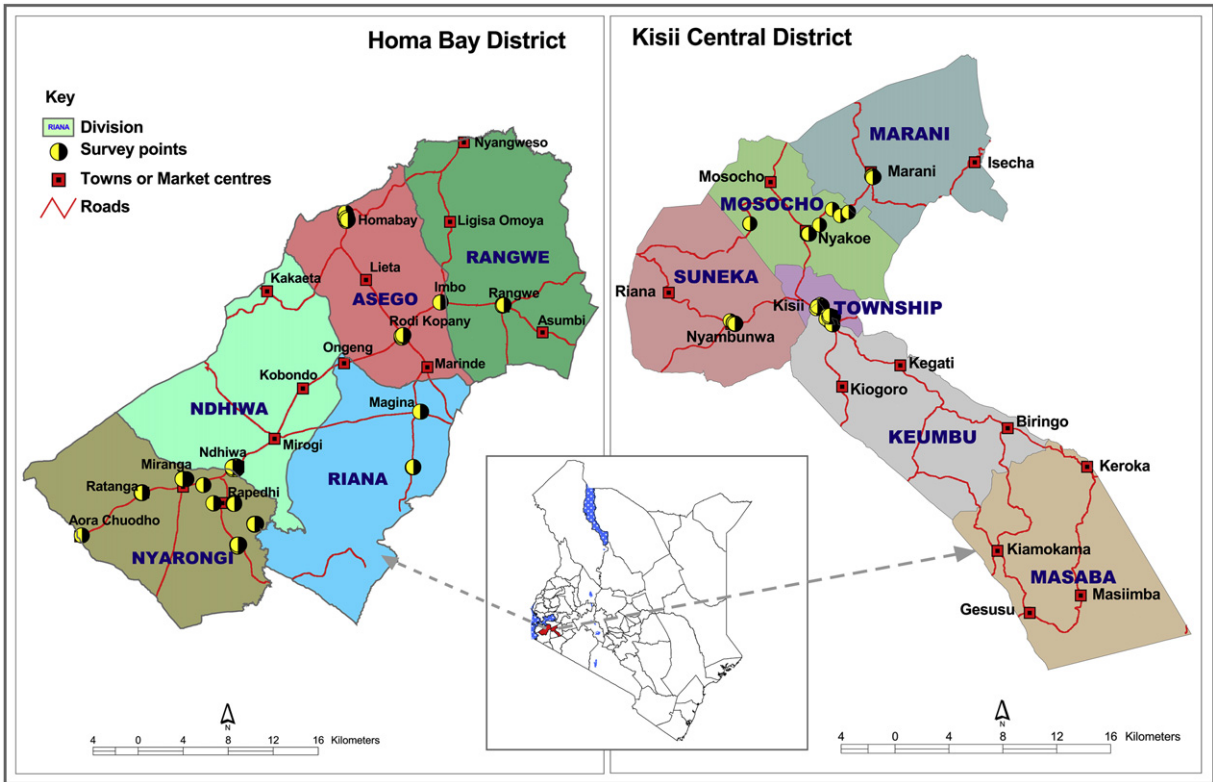 Homa Bay District
Key
RIANA Division
Survey points
Towns or Market centres
Roads
Nyangweso
Homabay
Ligisa Omoya
RANGWE
Lieta
Kakaeta
ASEGO
Imbo
Rangwe
Rodi Kopany
Asumbi
Ongeng
Marinde
Kobondo
Magina
NDHIWA
Mirogi
Ndhiwa
Miranga
RIANA
Ratanga
Rapedhi
Aora Chuodho
NYARONGI
N
4 0 4 8 12 16 Kilometers
Kisii Central District
MARANI
Isecha
Mosocho
Marani
MOSOCHO
Nyakoe
SUNEKA
Riana
Kisii
TOWNSHIP
Nyambunwa
Kegati
Kiogoro
Biringo
KEUMBU
Keroka
Kiamokama
MASABA
Masiimba
Gesusu
N
4 0 4 8 12 16 Kilometers